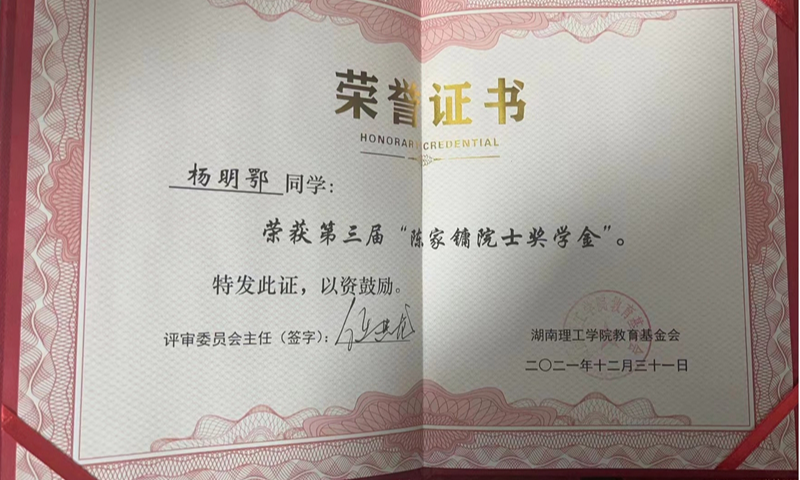 荣誉证书
HONORARY CREDENTIAL
杨明鄂 同学:
荣获第三届“陈家镛院士奖学金”。
特发此证，以资鼓励。
评审委员会主任（签字）：
湖南理工学院教育基金会
二〇二一年十二月三十一日